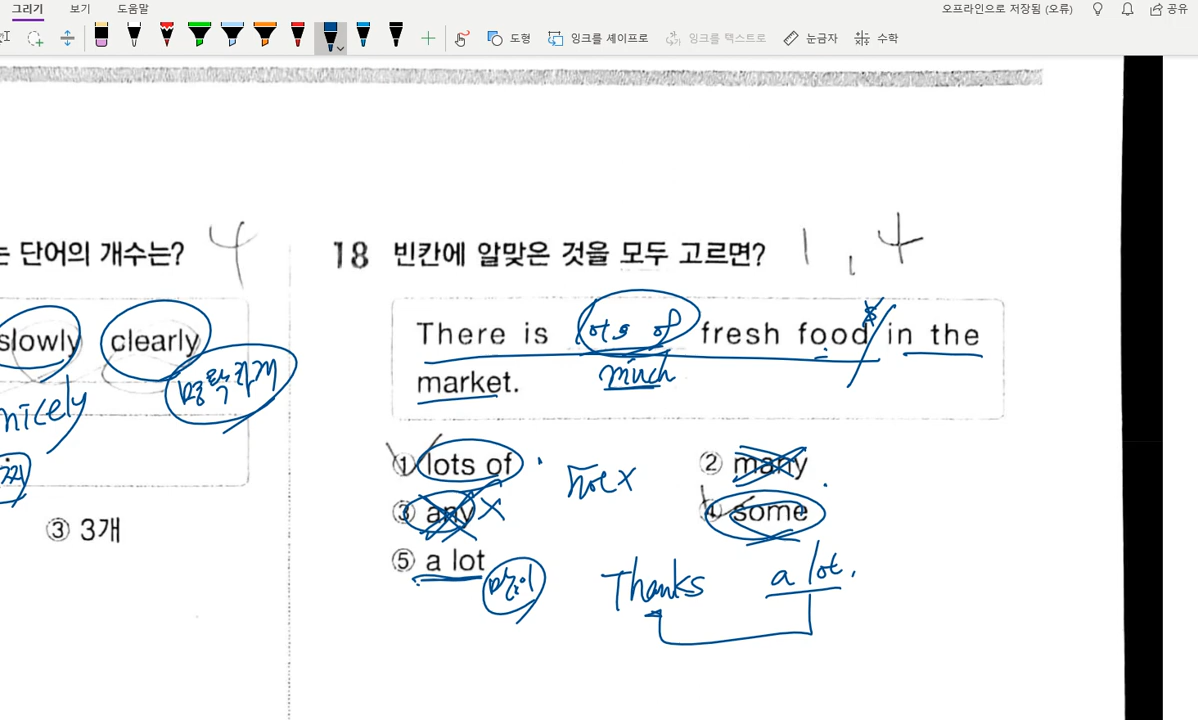 그리기 보기 도움말 오프라인으로 저장됨 (오류) 공유
도형 잉크를 셰이프로 잉크를 텍스트로 눈금자 수학
는 단어의 개수는? 4
slowly clearly
명확하게
nicely
③ 3개
18 빈칸에 알맞은 것을 모두 고르면? 1, 4
There is lots of fresh food in the
much
market.
① lots of ② many
not x
③ any x ④ some
⑤ a lot 많이
Thanks a lot.